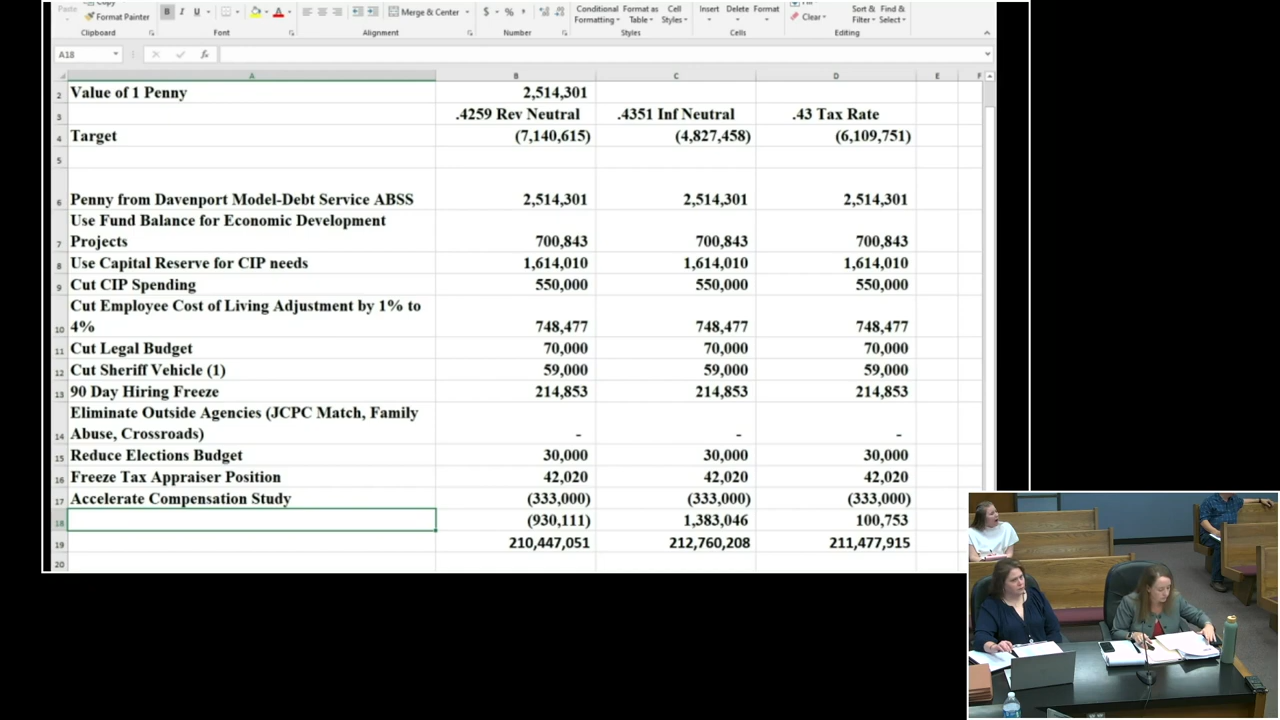 Paste
Format Painter
B I U
Merge & Center
$ % ,
Conditional Format as Cell
Formatting Table Styles
Insert Delete Format
Clear
Sort & Find &
Filter Select
Clipboard Font Alignment Number Styles Cells Editing
A18 fx
A B C D E F
2 Value of 1 Penny 2,514,301
3 .4259 Rev Neutral .4351 Inf Neutral .43 Tax Rate
4 Target (7,140,615) (4,827,458) (6,109,751)
5
6 Penny from Davenport Model-Debt Service ABSS 2,514,301 2,514,301 2,514,301
Use Fund Balance for Economic Development
7 Projects 700,843 700,843 700,843
8 Use Capital Reserve for CIP needs 1,614,010 1,614,010 1,614,010
9 Cut CIP Spending 550,000 550,000 550,000
Cut Employee Cost of Living Adjustment by 1% to
10 4% 748,477 748,477 748,477
11 Cut Legal Budget 70,000 70,000 70,000
12 Cut Sheriff Vehicle (1) 59,000 59,000 59,000
13 90 Day Hiring Freeze 214,853 214,853 214,853
Eliminate Outside Agencies (JCPC Match, Family
14 Abuse, Crossroads) - - -
15 Reduce Elections Budget 30,000 30,000 30,000
16 Freeze Tax Appraiser Position 42,020 42,020 42,020
17 Accelerate Compensation Study (333,000) (333,000) (333,000)
18 (930,111) 1,383,046 100,753
19 210,447,051 212,760,208 211,477,915
20